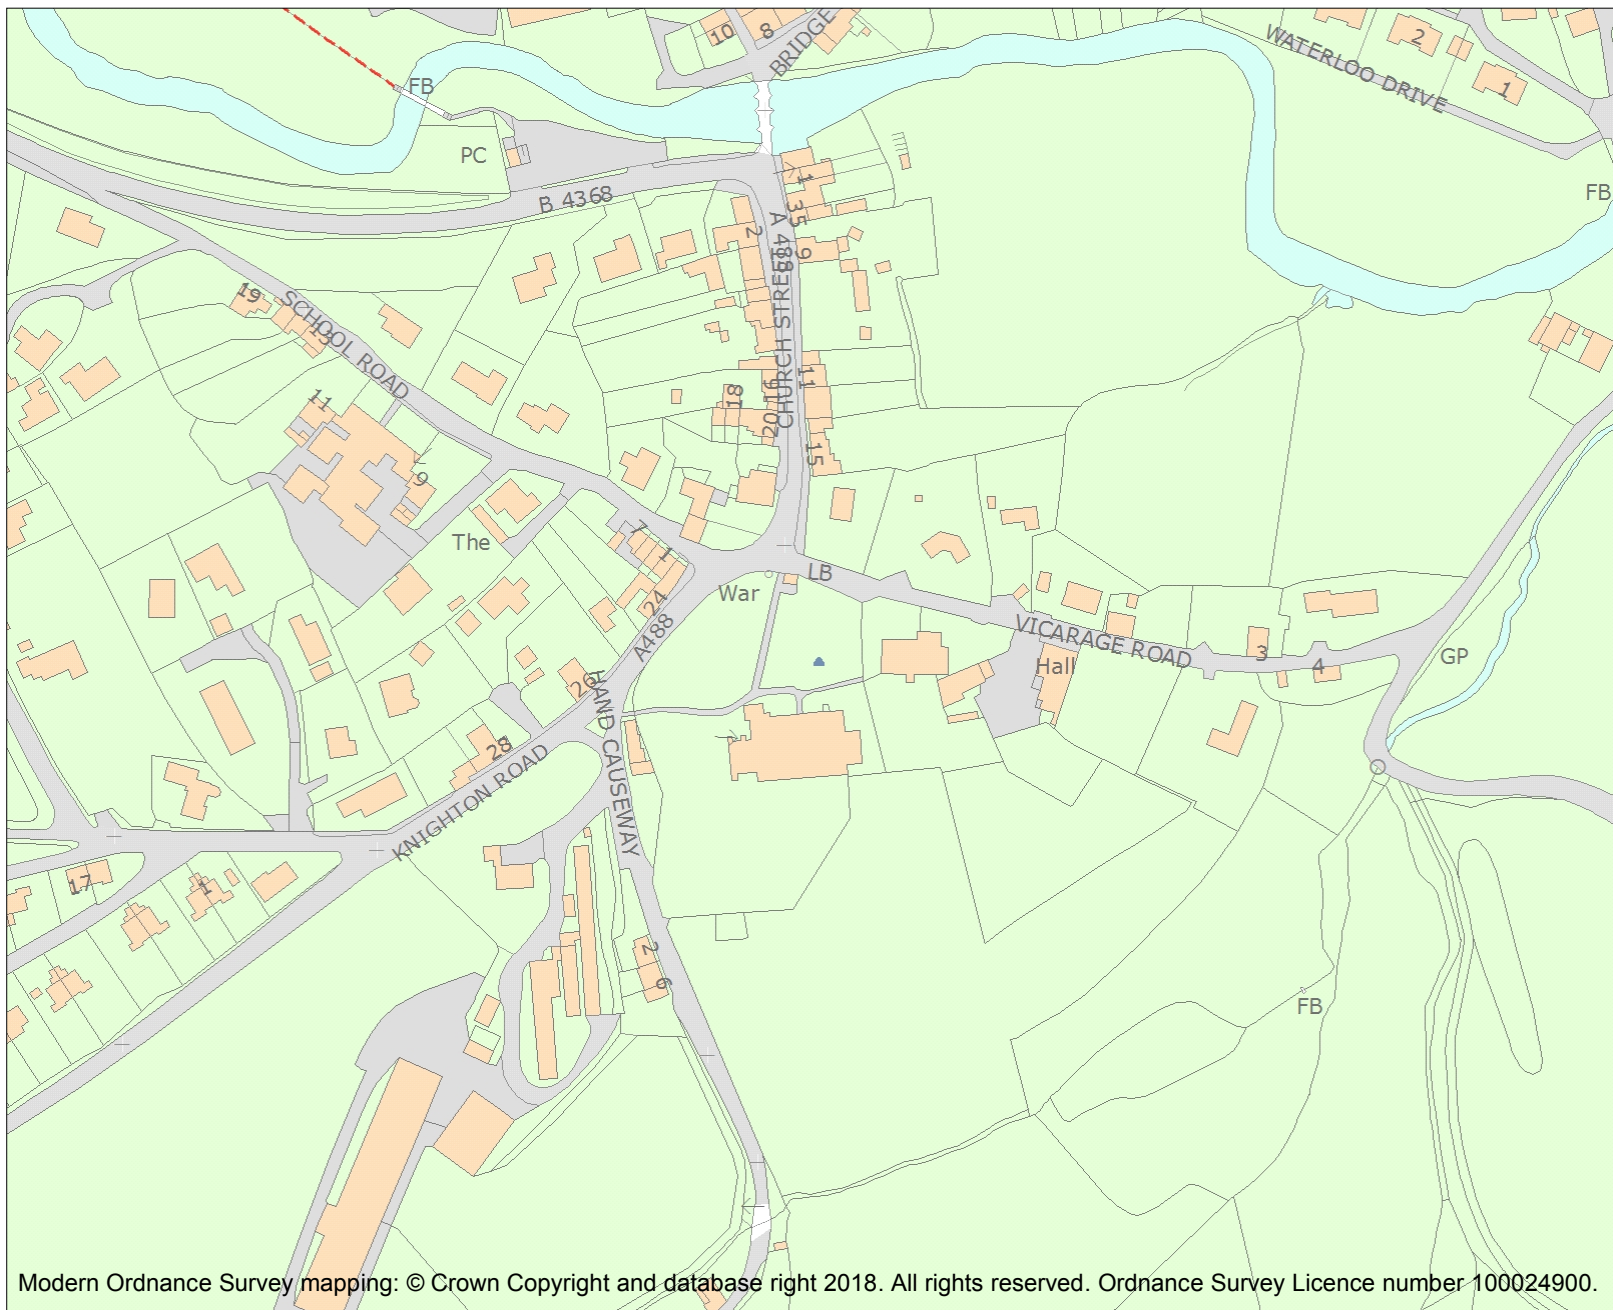 10
8
BRIDGE
WATERLOO DRIVE
2
1
FB
PC
B 4368
FB
1
35
A 488
2
9
CHURCH STREET
19
SCHOOL ROAD
13
11
16
18
20
11
15
9
The
7
1
LB
War
24
A488
VICARAGE ROAD
Hall
3
4
GP
26
HAND CAUSEWAY
28
KNIGHTON ROAD
17
1
2
6
FB
Modern Ordnance Survey mapping: © Crown Copyright and database right 2018. All rights reserved. Ordnance Survey Licence number 100024900.